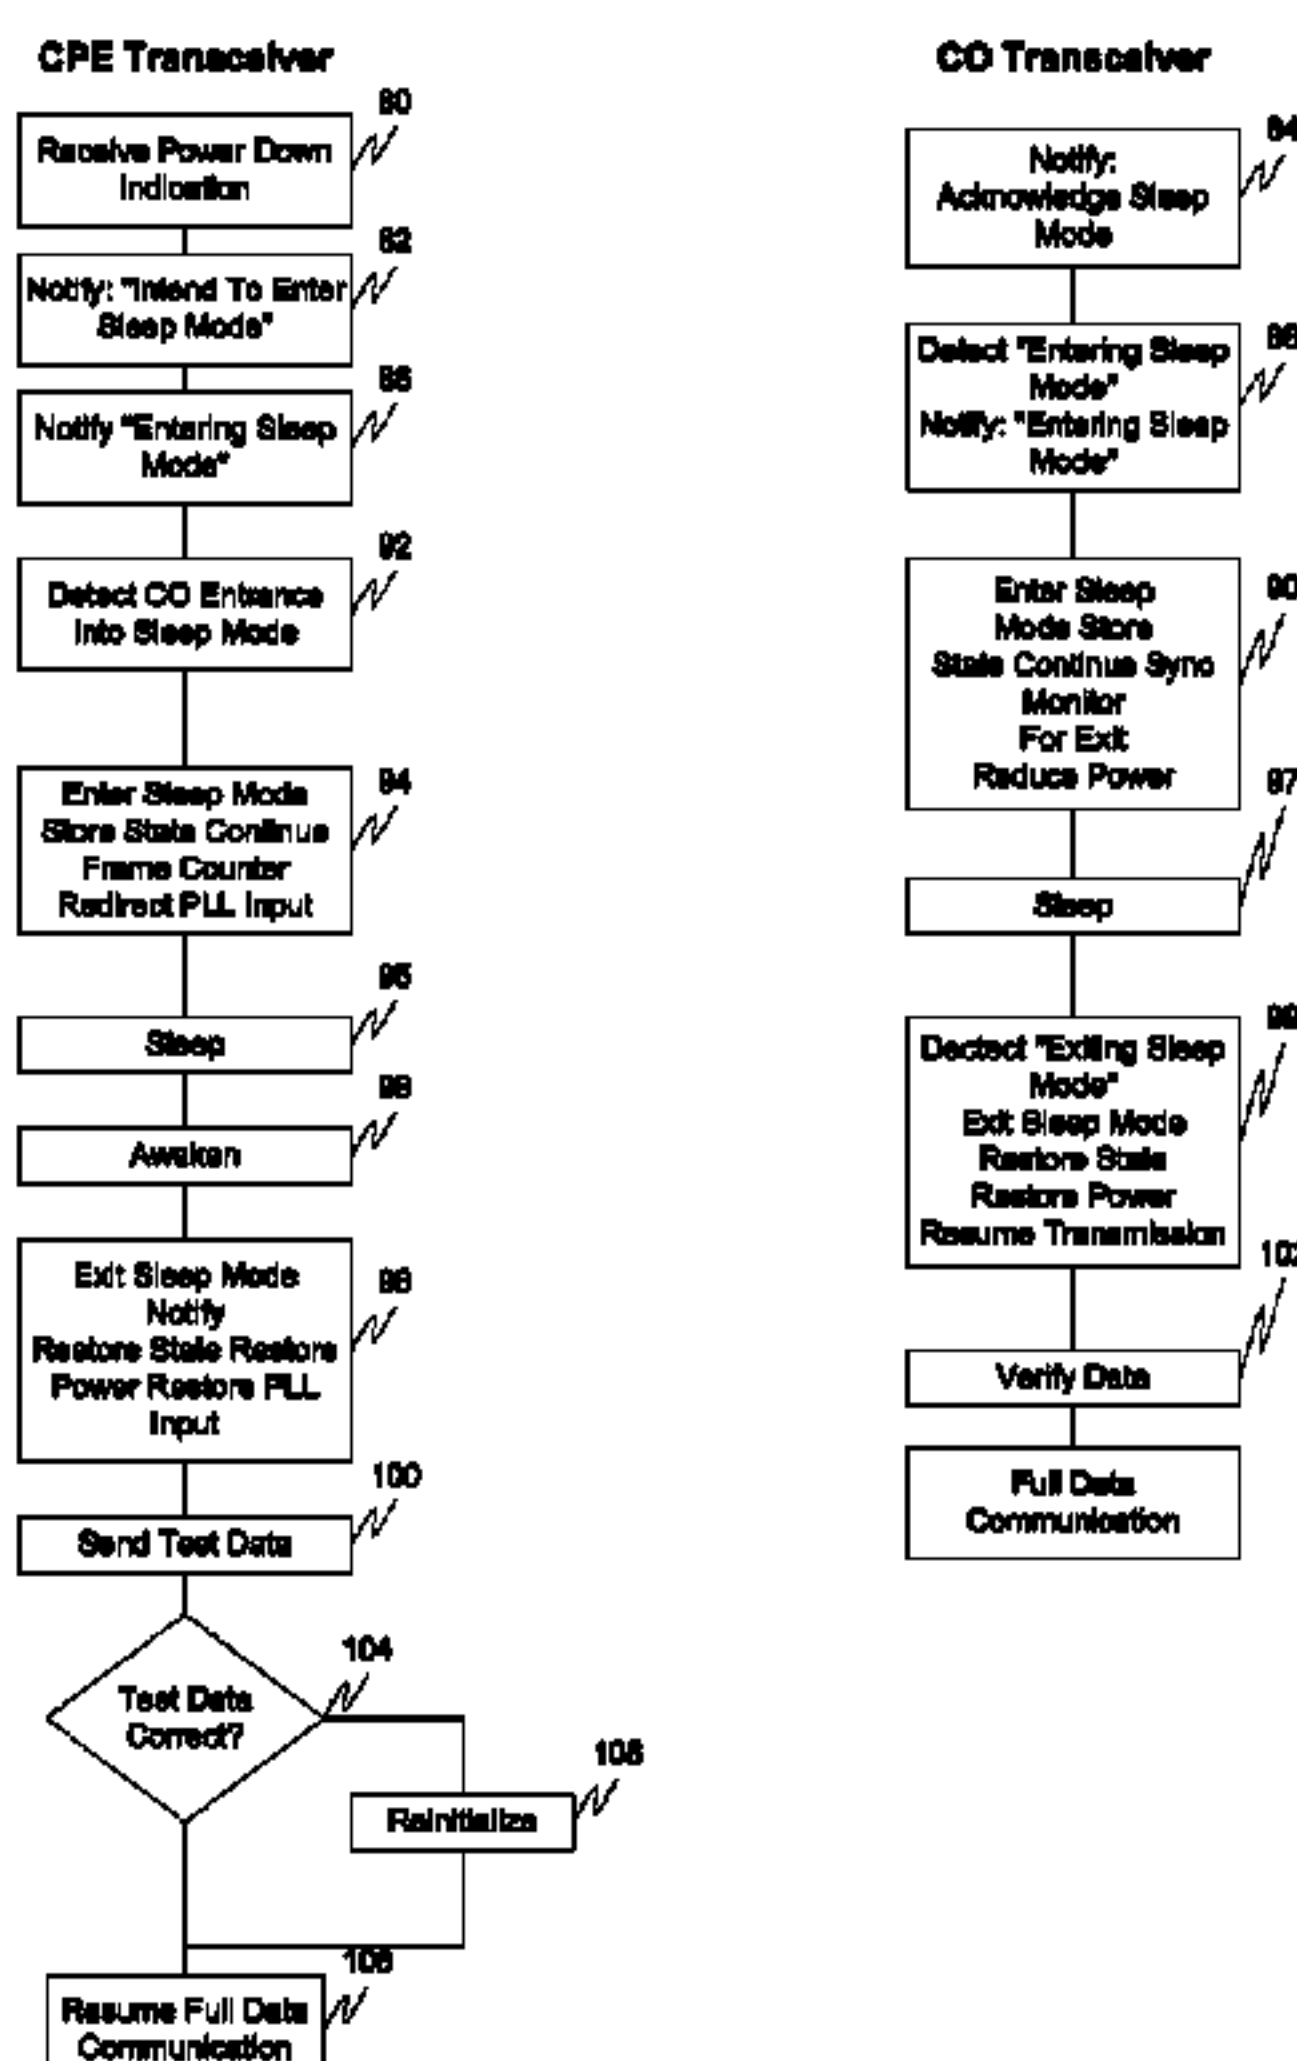 CPE Transceiver
80
Receive Power Down
Indication
82
Notify: "Intend To Enter
Sleep Mode"
86
Notify "Entering Sleep
Mode"
92
Detect CO Entrance
Into Sleep Mode
94
Enter Sleep Mode
Store State Continue
Frame Counter
Redirect PLL Input
95
Sleep
Awaken
98
Exit Sleep Mode
Notify
Restore State Restore
Power Restore PLL
Input
100
Send Test Data
104
Test Data
Correct?
Reinitialize
Resume Full Data
Communication
CO Transceiver
84
Notify:
Acknowledge Sleep
Mode
Detect "Entering Sleep
Mode"
Notify: "Entering Sleep
Mode"
90
Enter Sleep
Mode Store
State Continue Sync
Monitor
For Exit
Reduce Power
97
Sleep
99
Dectect "Exiting Sleep
Mode"
Exit Sleep Mode
Restore State
Restore Power
Resume Transmission
Verify Data
Full Data
Communication